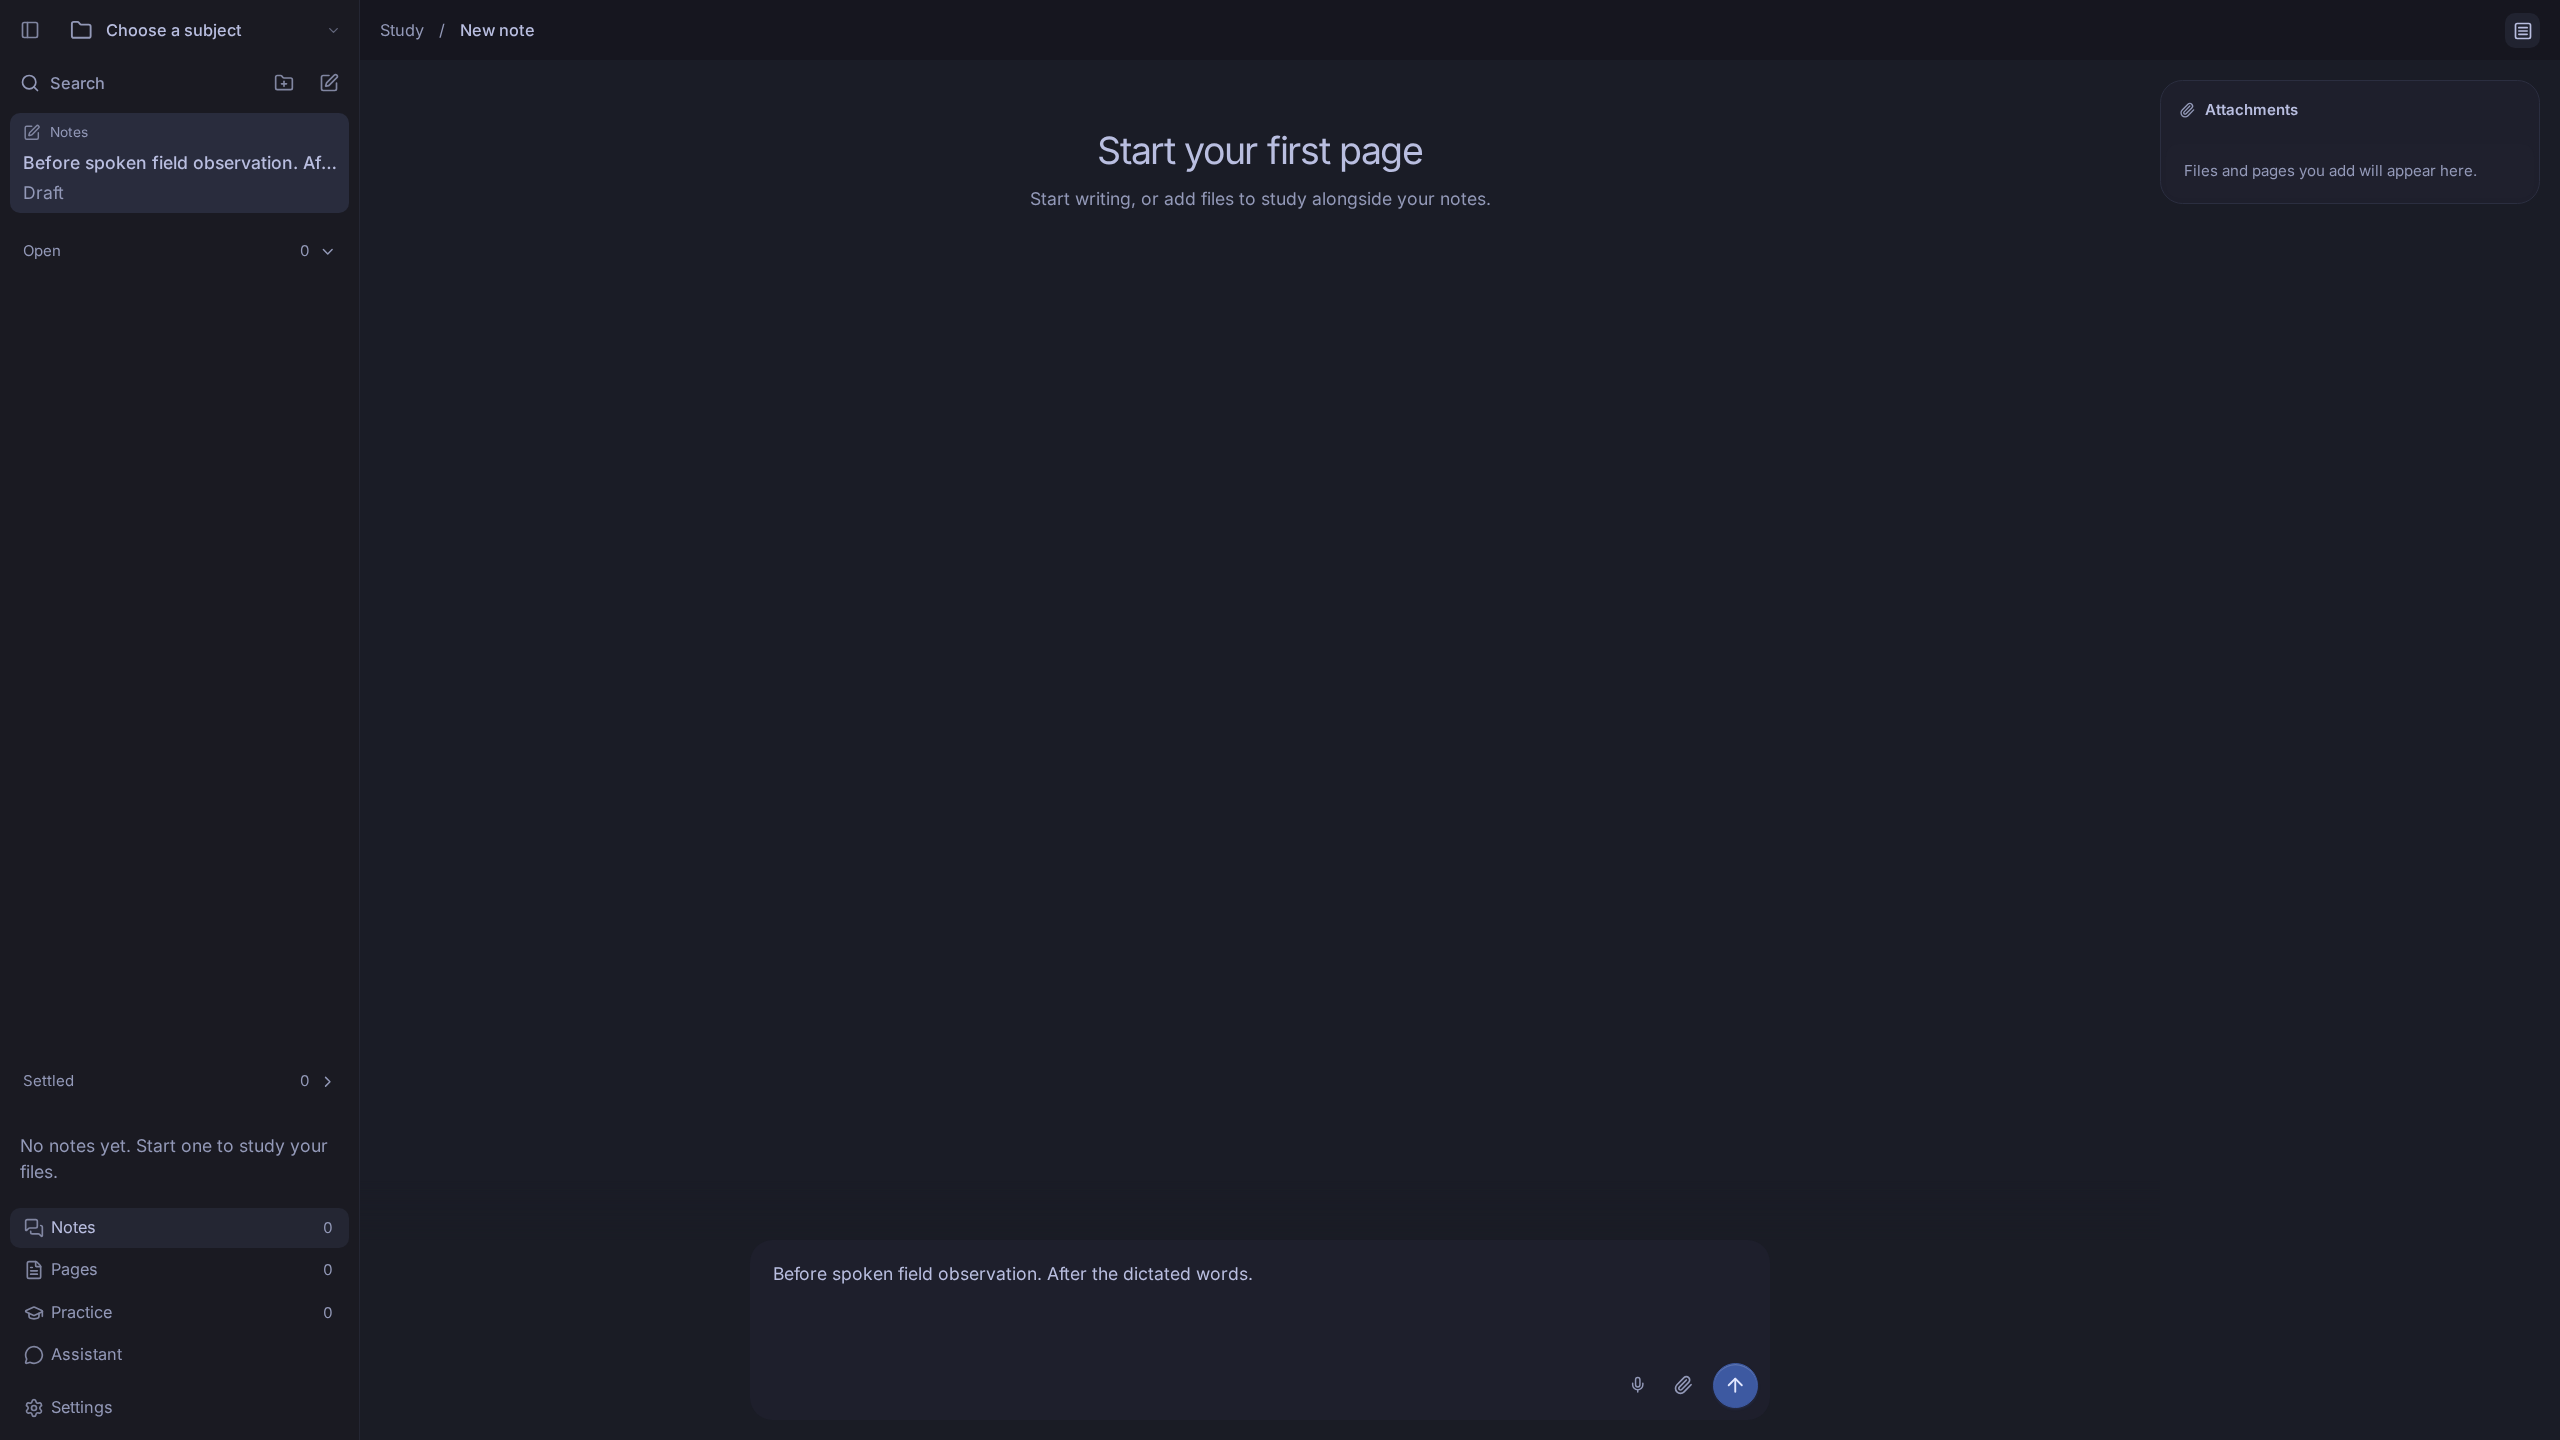 Choose a subject
Search
Notes
Before spoken field observation. Af...
Draft
Open 0
Settled 0
No notes yet. Start one to study your
files.
Notes 0
Pages 0
Practice 0
Assistant
Settings
Study / New note
Start your first page
Start writing, or add files to study alongside your notes.
Before spoken field observation. After the dictated words.
Attachments
Files and pages you add will appear here.